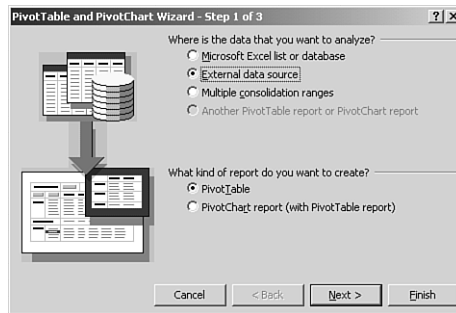 PivotTable and PivotChart Wizard - Step 1 of 3
Where is the data that you want to analyze?
Microsoft Excel list or database
External data source
Multiple consolidation ranges
Another PivotTable report or PivotChart report
What kind of report do you want to create?
PivotTable
PivotChart report (with PivotTable report)
Cancel < Back Next > Finish